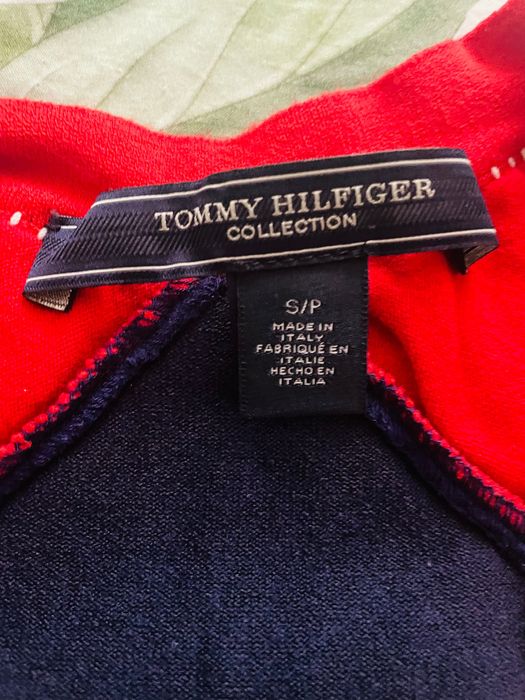 TOMMY HILFIGER
COLLECTION
S/P
MADE IN
ITALY
FABRIQUÉ EN
ITALIE
HECHO EN
ITALIA